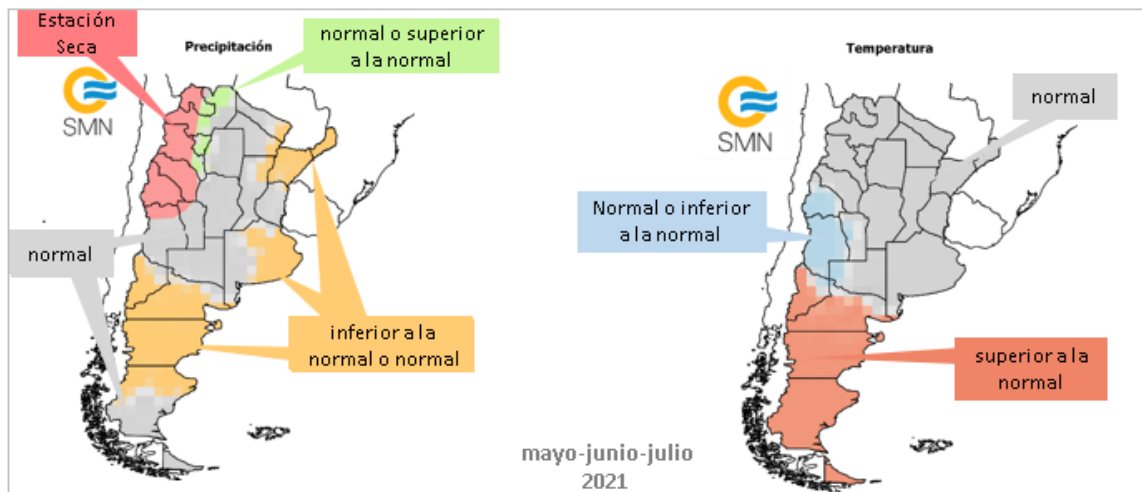 Estación
Seca
Precipitación
normal o superior
a la normal
SMN
normal
inferior a la
normal o normal
Temperatura
normal
SMN
Normal o inferior
a la normal
superior a la
normal
mayo-junio-julio
2021